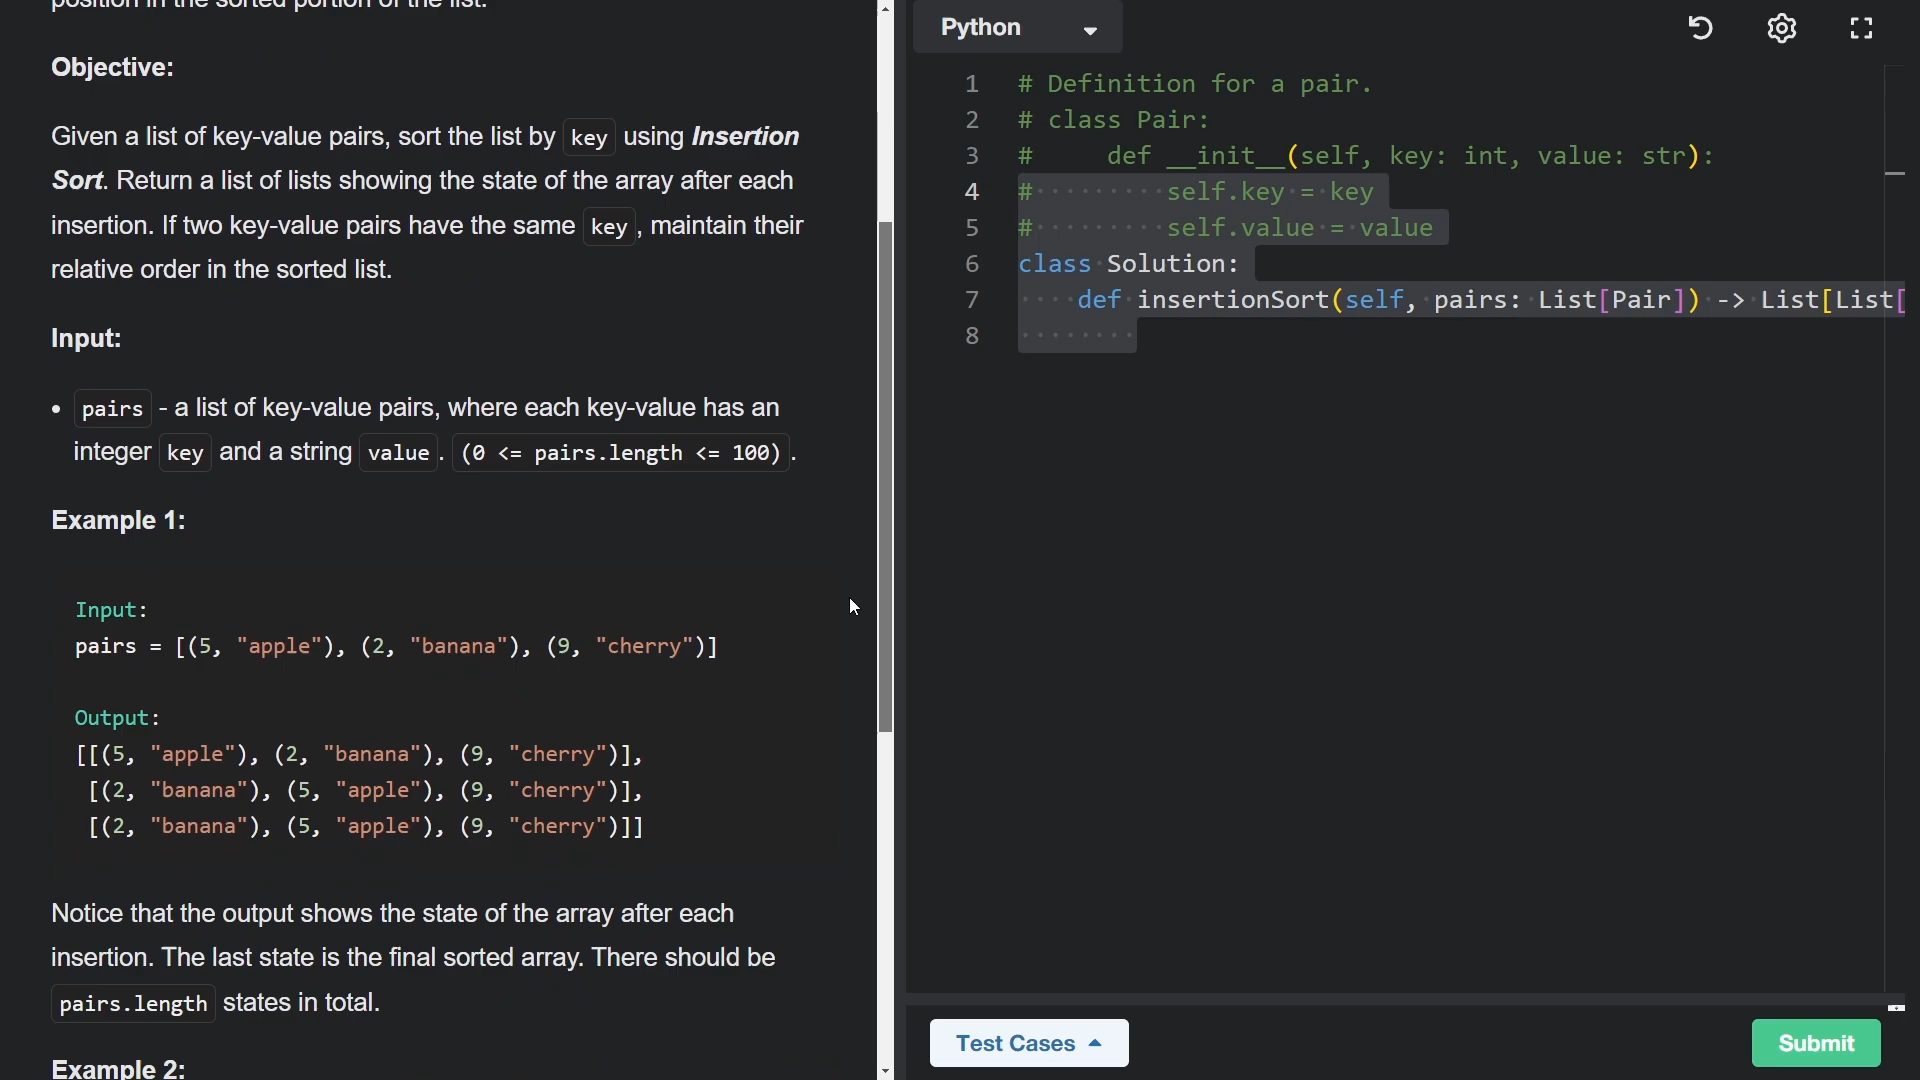 position in the sorted portion of the list.
Objective:
Given a list of key-value pairs, sort the list by key using Insertion
Sort. Return a list of lists showing the state of the array after each
insertion. If two key-value pairs have the same key, maintain their
relative order in the sorted list.
Input:
• pairs - a list of key-value pairs, where each key-value has an
integer key and a string value. (0 <= pairs.length <= 100).
Example 1:
Input:
pairs = [(5, "apple"), (2, "banana"), (9, "cherry")]
Output:
[[(5, "apple"), (2, "banana"), (9, "cherry")],
 [(2, "banana"), (5, "apple"), (9, "cherry")],
 [(2, "banana"), (5, "apple"), (9, "cherry")]]
Notice that the output shows the state of the array after each
insertion. The last state is the final sorted array. There should be
pairs.length states in total.
Example 2:
Python
1 # Definition for a pair.
2 # class Pair:
3 #     def __init__(self, key: int, value: str):
4 #         self.key = key
5 #         self.value = value
6 class Solution:
7     def insertionSort(self, pairs: List[Pair]) -> List[List[
8
Test Cases
Submit